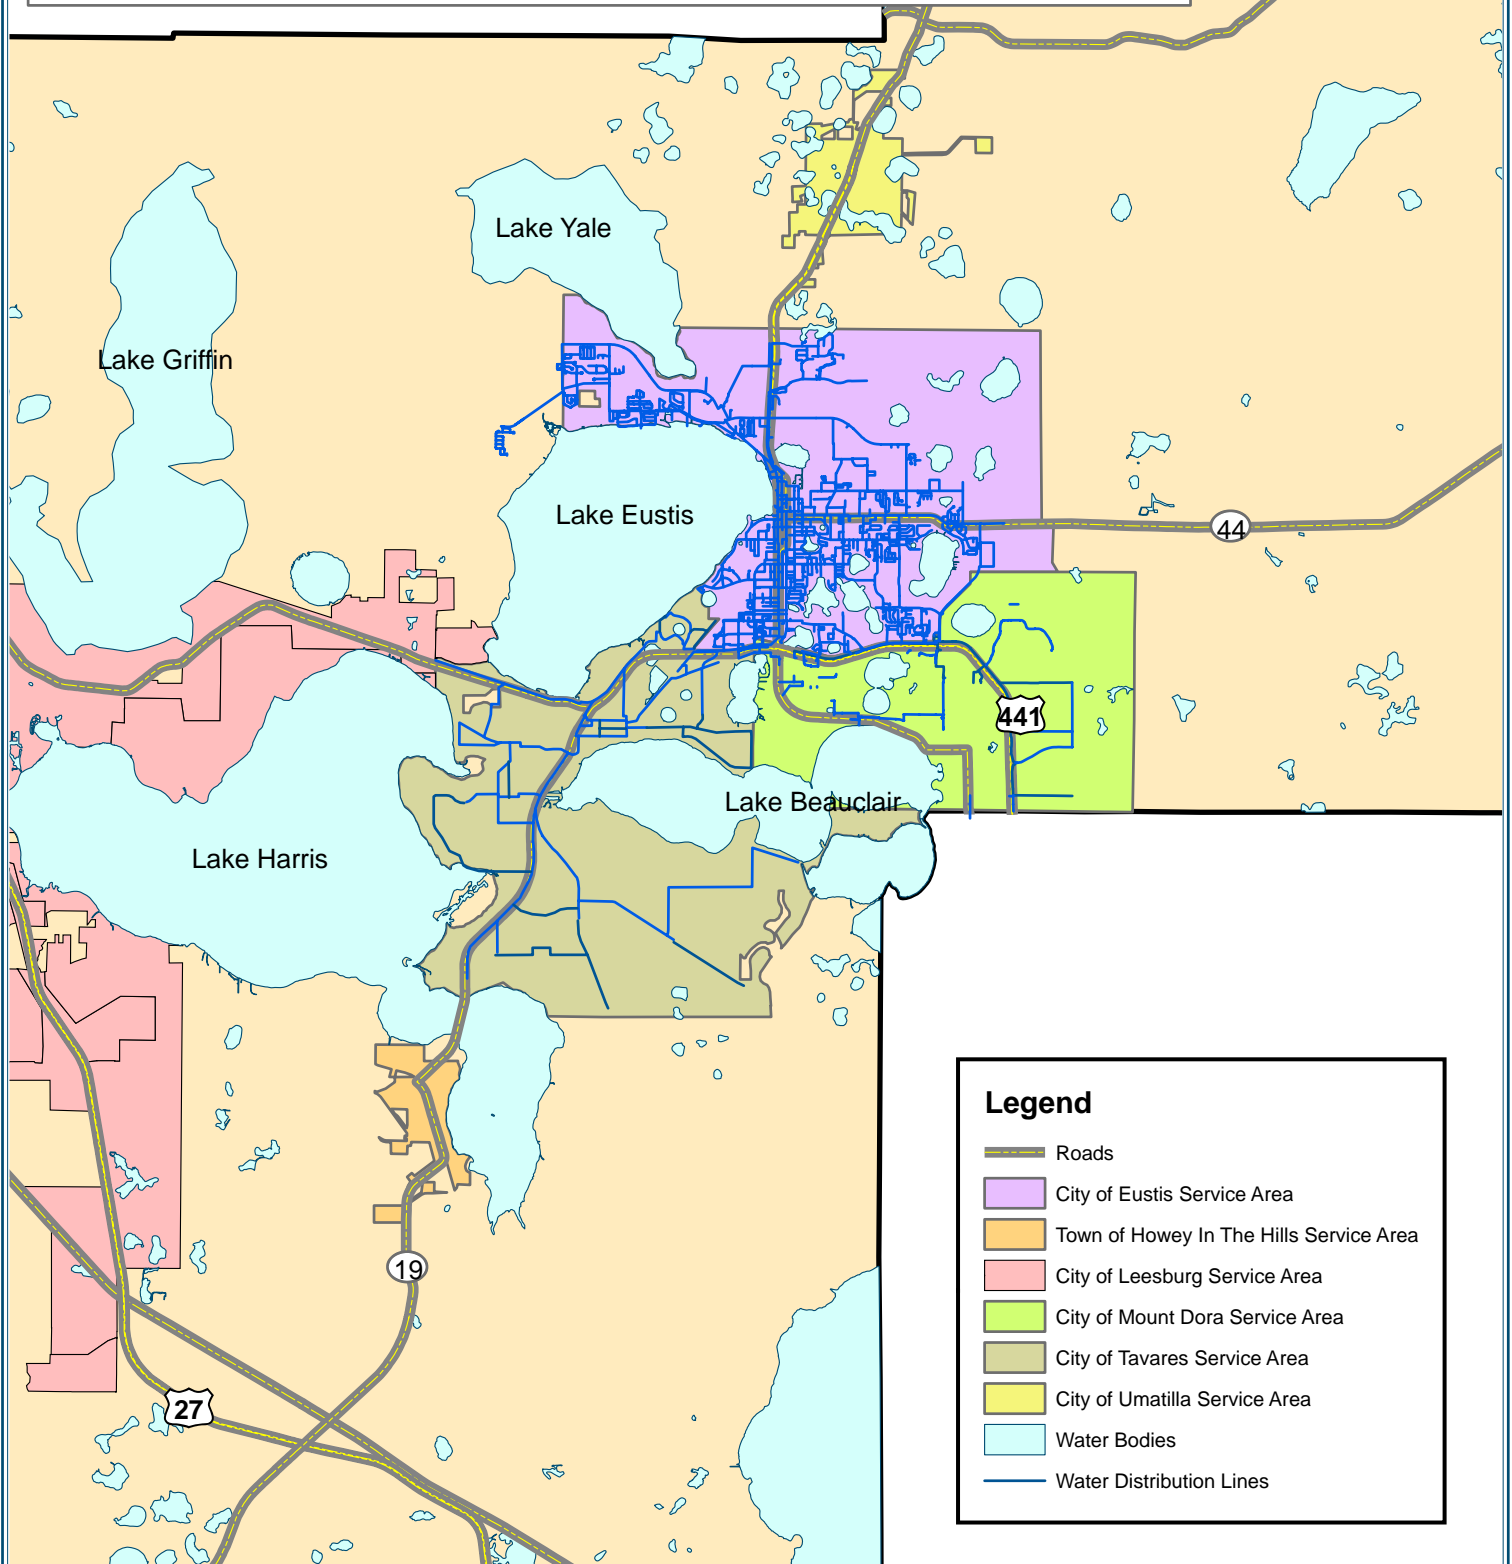 Lake Yale
Lake Griffin
Lake Eustis
44
441
Lake Beauclair
Lake Harris
19
27
Legend
Roads
City of Eustis Service Area
Town of Howey In The Hills Service Area
City of Leesburg Service Area
City of Mount Dora Service Area
City of Tavares Service Area
City of Umatilla Service Area
Water Bodies
Water Distribution Lines